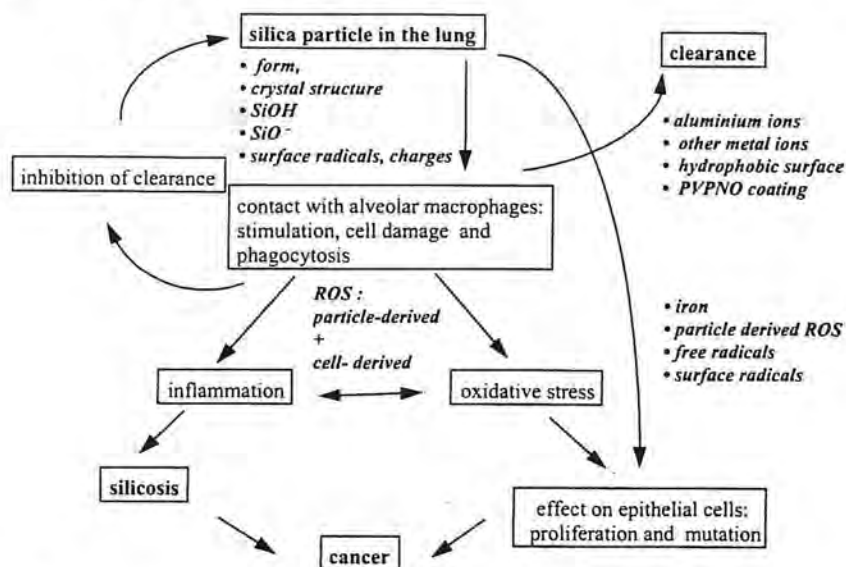 silica particle in the lung
• form,
• crystal structure
• SiOH
• SiO⁻
• surface radicals, charges
clearance
• aluminium ions
• other metal ions
• hydrophobic surface
• PVPNO coating
inhibition of clearance
contact with alveolar macrophages:
stimulation, cell damage and
phagocytosis
ROS :
particle-derived
+
cell- derived
• iron
• particle derived ROS
• free radicals
• surface radicals
inflammation
oxidative stress
silicosis
effect on epithelial cells:
proliferation and mutation
cancer